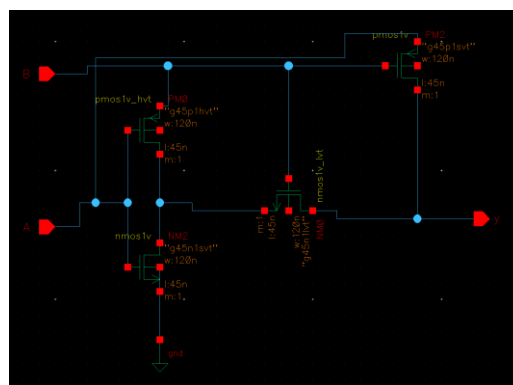 pmos1v
PM2
"g45p1svt"
w:120n
l:45n
m:1
B
pmos1v_hvt
PM0
"g45p1hvt"
w:120n
l:45n
m:1
nmos1v_lvt
A
nmos1v
NM2
"g45n1svt"
w:120n
l:45n
m:1
m:1
l:45n
w:120n
"g45n1lvt"
NM0
y
gnd